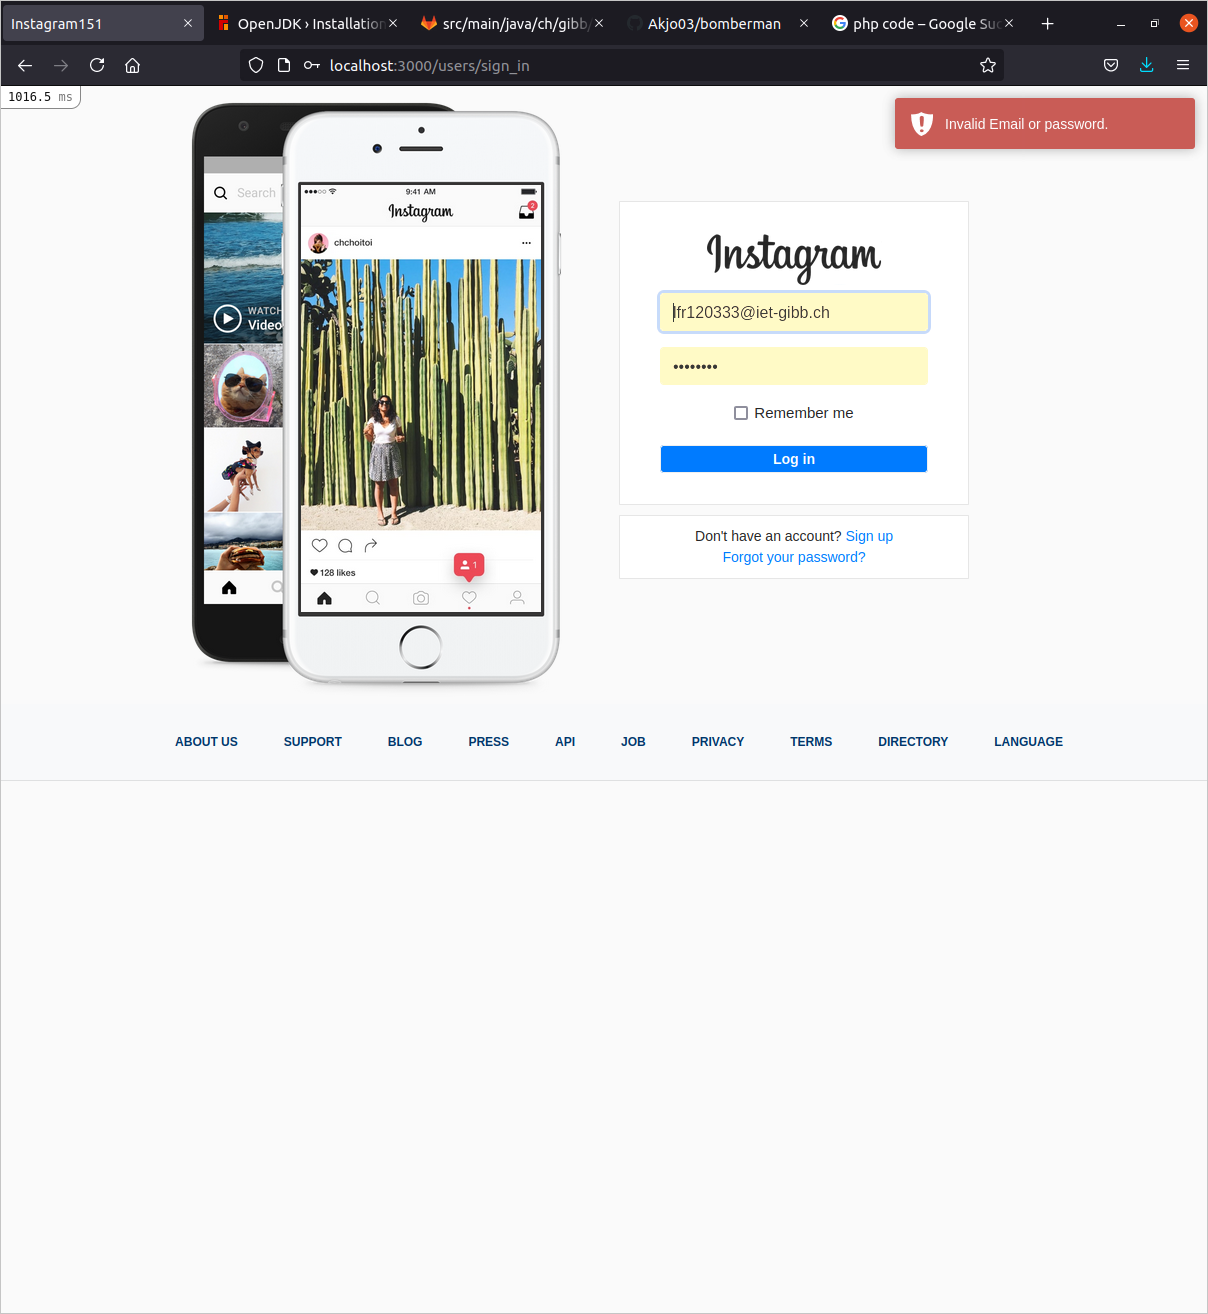 Instagram151
OpenJDK › Installation
src/main/java/ch/gibb/
Akjo03/bomberman
php code – Google Suc
localhost:3000/users/sign_in
1016.5 ms
Invalid Email or password.
Search
WATCH
Video
9:41 AM
Instagram
2
chchoitoi
128 likes
1
Instagram
lfr120333@iet-gibb.ch
••••••••
Remember me
Log in
Don't have an account? Sign up
Forgot your password?
ABOUT US SUPPORT BLOG PRESS API JOB PRIVACY TERMS DIRECTORY LANGUAGE